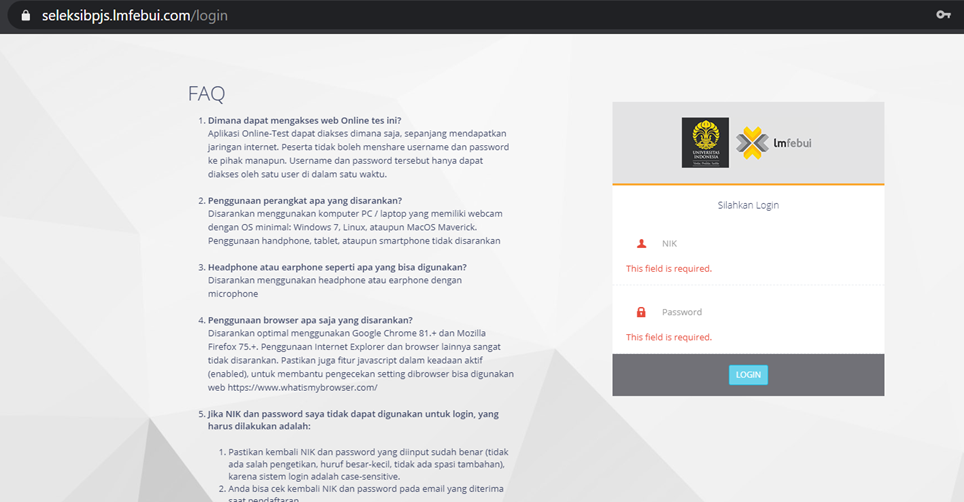 seleksibpjs.lmfebui.com/login
FAQ
1. Dimana dapat mengakses web Online tes ini?
Aplikasi Online-Test dapat diakses dimana saja, sepanjang mendapatkan
jaringan internet. Peserta tidak boleh menshare username dan password
ke pihak manapun. Username dan password tersebut hanya dapat
diakses oleh satu user di dalam satu waktu.
2. Penggunaan perangkat apa yang disarankan?
Disarankan menggunakan komputer PC / laptop yang memiliki webcam
dengan OS minimal: Windows 7, Linux, ataupun MacOS Maverick.
Penggunaan handphone, tablet, ataupun smartphone tidak disarankan
3. Headphone atau earphone seperti apa yang bisa digunakan?
Disarankan menggunakan headphone atau earphone dengan
microphone
4. Penggunaan browser apa saja yang disarankan?
Disarankan optimal menggunakan Google Chrome 81.+ dan Mozilla
Firefox 75.+. Penggunaan Internet Explorer dan browser lainnya sangat
tidak disarankan. Pastikan juga fitur javascript dalam keadaan aktif
(enabled), untuk membantu pengecekan setting dibrowser bisa digunakan
web https://www.whatismybrowser.com/
5. Jika NIK dan password saya tidak dapat digunakan untuk login, yang
harus dilakukan adalah:
1. Pastikan kembali NIK dan password yang diinput sudah benar (tidak
ada salah pengetikan, huruf besar-kecil, tidak ada spasi tambahan),
karena sistem login adalah case-sensitive.
2. Anda bisa cek kembali NIK dan password pada email yang diterima
saat pendaftaran
UNIVERSITAS
INDONESIA
lmfebui
Silahkan Login
NIK
This field is required.
Password
This field is required.
LOGIN